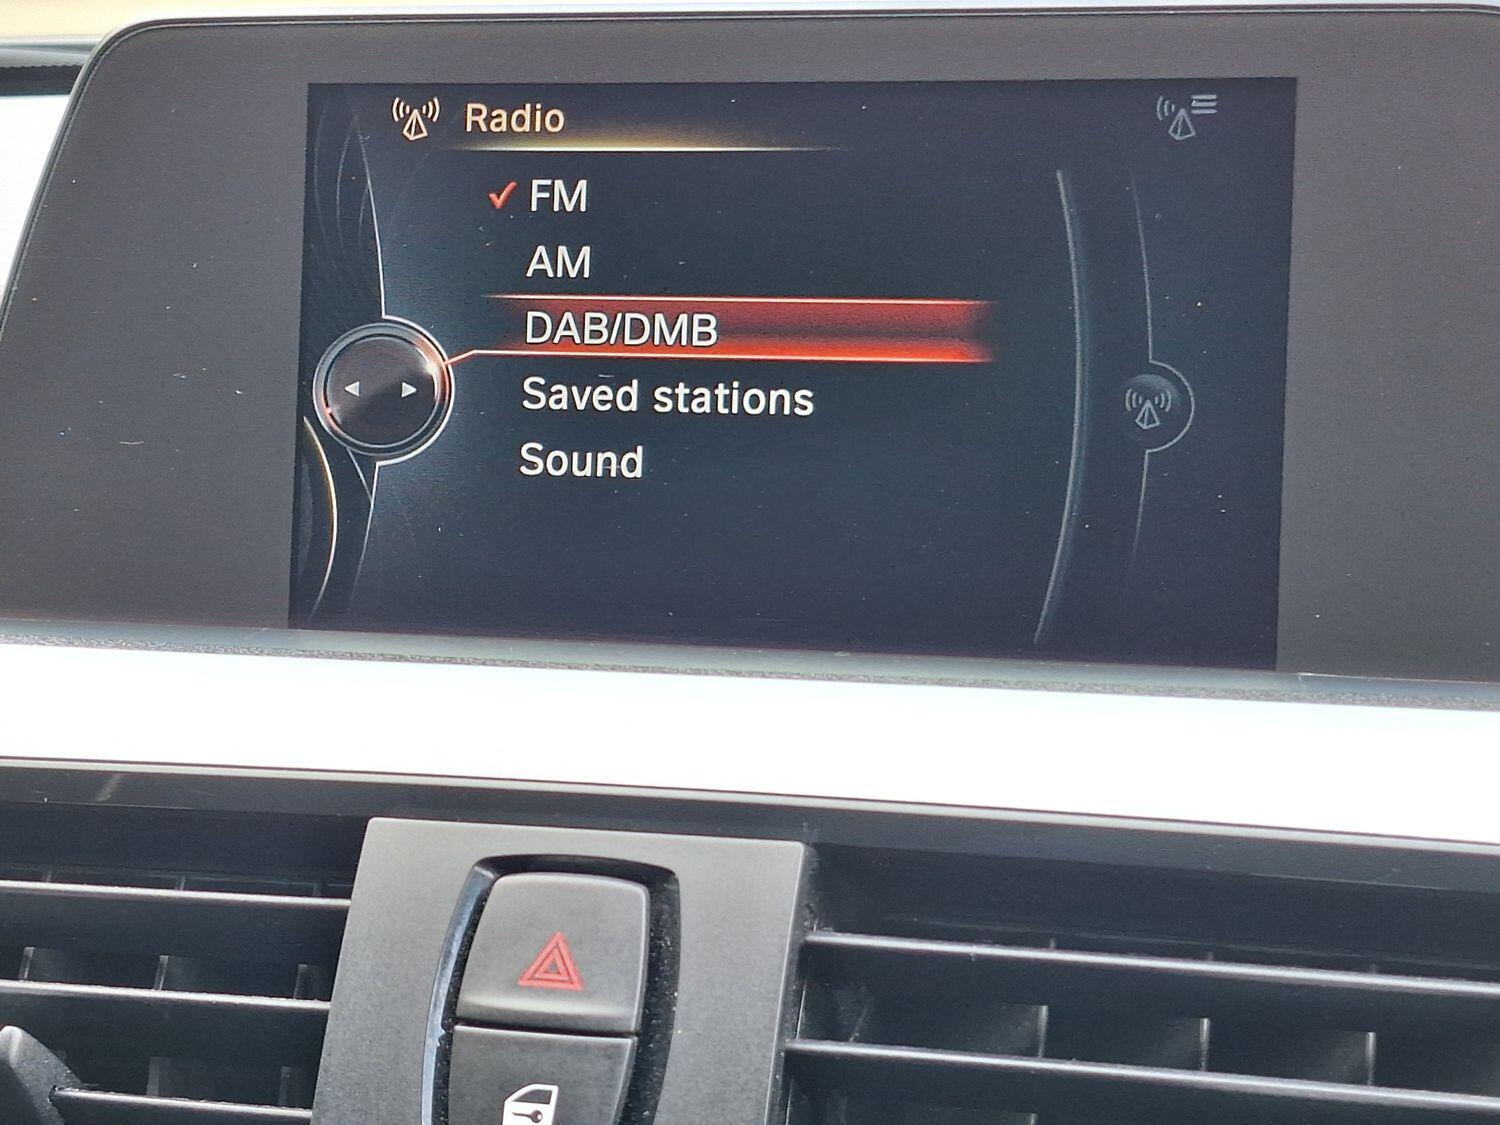 Radio
FM
AM
DAB/DMB
Saved stations
Sound